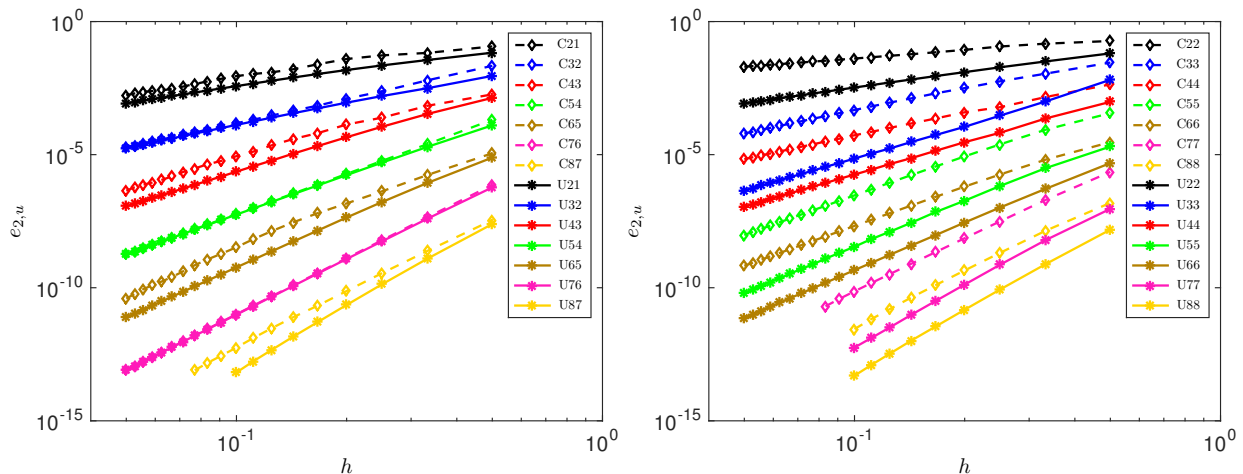 10^0
10^-5
10^-10
10^-15
10^-1
10^0
e_{2,u}
h
C21
C32
C43
C54
C65
C76
C87
U21
U32
U43
U54
U65
U76
U87
10^0
10^-5
10^-10
10^-15
10^-1
10^0
e_{2,u}
h
C22
C33
C44
C55
C66
C77
C88
U22
U33
U44
U55
U66
U77
U88